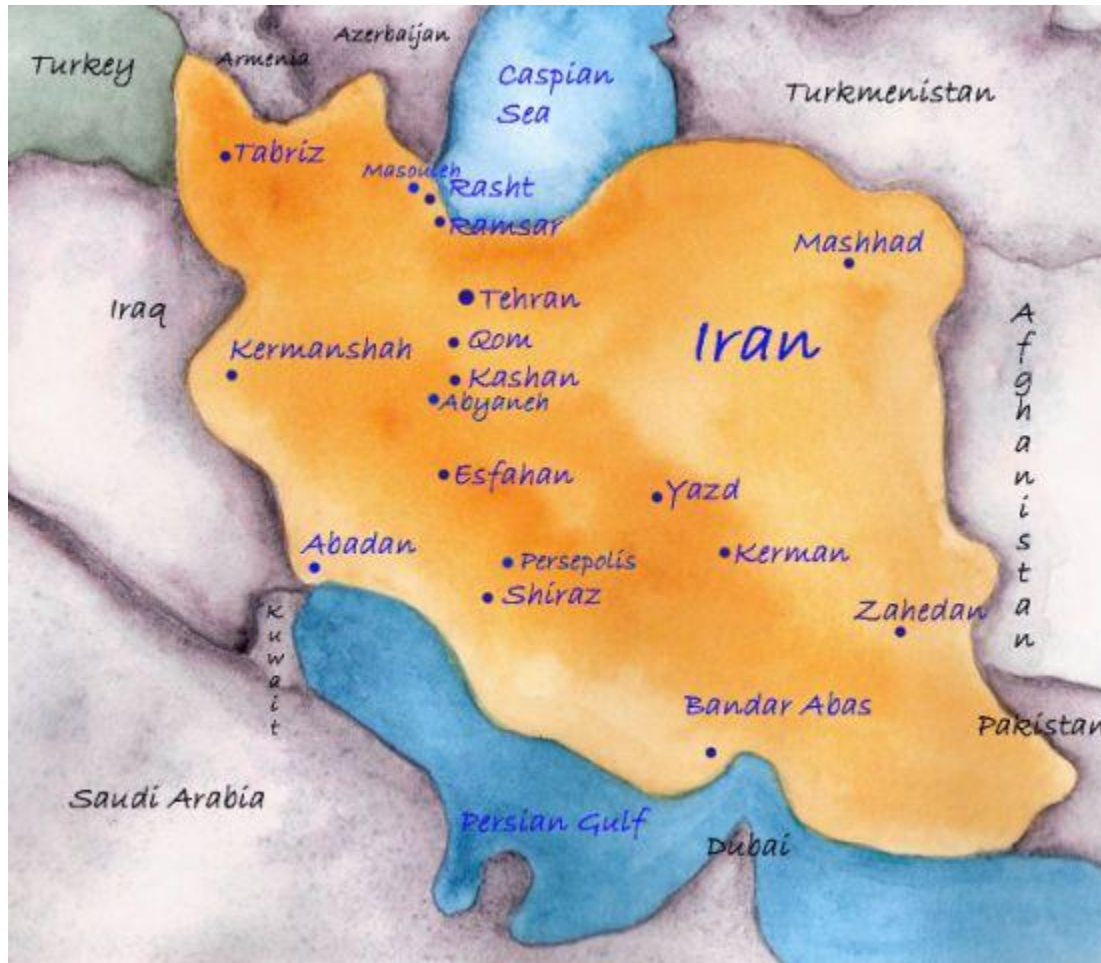 Azerbaijan
Turkey
Armenia
Caspian
Sea
Turkmenistan
Tabriz
Masouleh
Rasht
Ramsar
Mashhad
Tehran
Iraq
Afghanistan
Iran
Qom
Kermanshah
Kashan
Abyaneh
Esfahan
Yazd
Abadan
Persepolis
Kerman
Shiraz
Zahedan
Kuwait
Bandar Abas
Pakistan
Saudi Arabia
Persian Gulf
Dubai